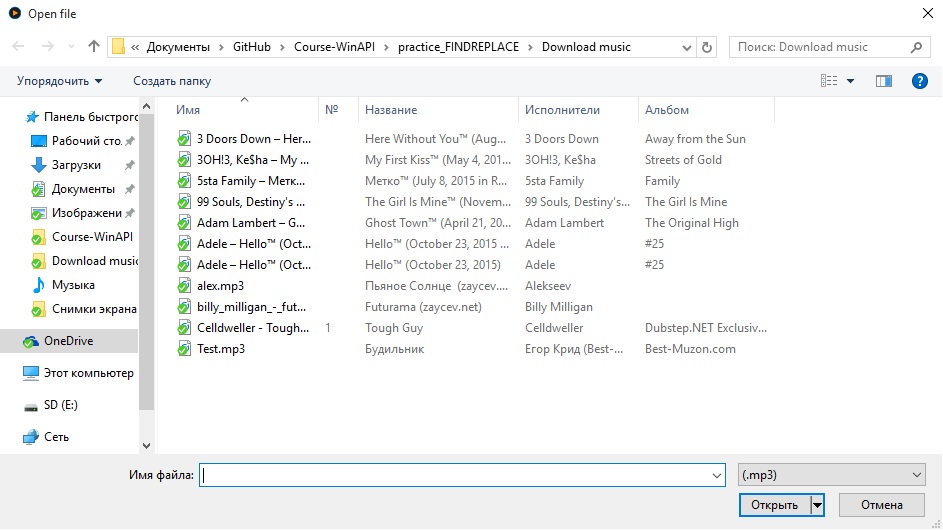 Open file
« Документы › GitHub › Course-WinAPI › practice_FINDREPLACE › Download music
Поиск: Download music
Упорядочить
Создать папку
Имя № Название Исполнители Альбом
3 Doors Down – Her... Here Without You™ (Aug... 3 Doors Down Away from the Sun
3OH!3, Ke$ha – My ... My First Kiss™ (May 4, 201... 3OH!3, Ke$ha Streets of Gold
5sta Family – Метко... Метко™ (July 8, 2015 in R... 5sta Family Family
99 Souls, Destiny's ... The Girl Is Mine™ (Novem... 99 Souls, Destiny's... The Girl Is Mine
Adam Lambert – G... Ghost Town™ (April 21, 20... Adam Lambert The Original High
Adele – Hello™ (Oct... Hello™ (October 23, 2015 ... Adele #25
Adele – Hello™ (Oct... Hello™ (October 23, 2015) Adele #25
alex.mp3 Пьяное Солнце (zaycev.... Alekseev
billy_milligan_-_fut... Futurama (zaycev.net) Billy Milligan
Celldweller - Tough... 1 Tough Guy Celldweller Dubstep.NET Exclusiv...
Test.mp3 Будильник Егор Крид (Best-... Best-Muzon.com
Панель быстрог
Рабочий сто.
Загрузки
Документы
Изображени
Course-WinAPI
Download musi
Музыка
Снимки экрана
OneDrive
Этот компьютер
SD (E:)
Сеть
Имя файла:
(.mp3)
Открыть
Отмена